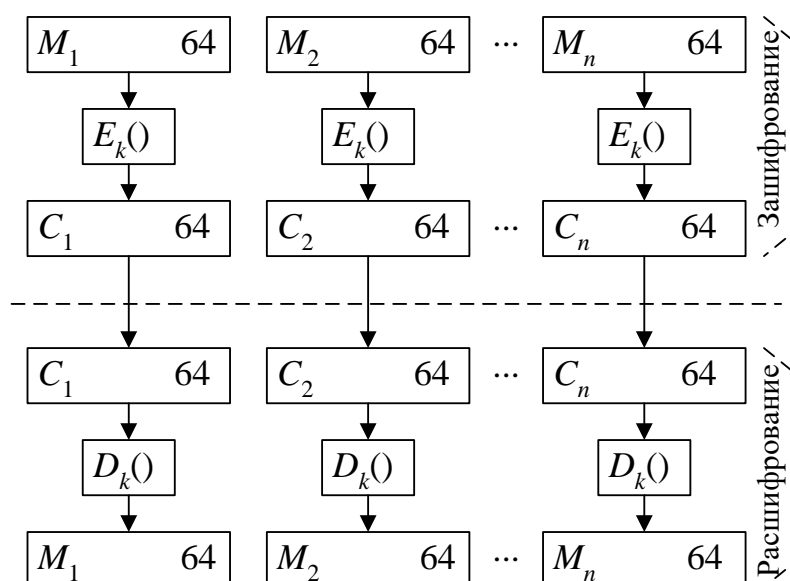 M₁ 64 M₂ 64 ... Mₙ 64
Eₖ() Eₖ() Eₖ()
C₁ 64 C₂ 64 ... Cₙ 64
Зашифрование
C₁ 64 C₂ 64 ... Cₙ 64
Dₖ() Dₖ() Dₖ()
M₁ 64 M₂ 64 ... Mₙ 64
Расшифрование